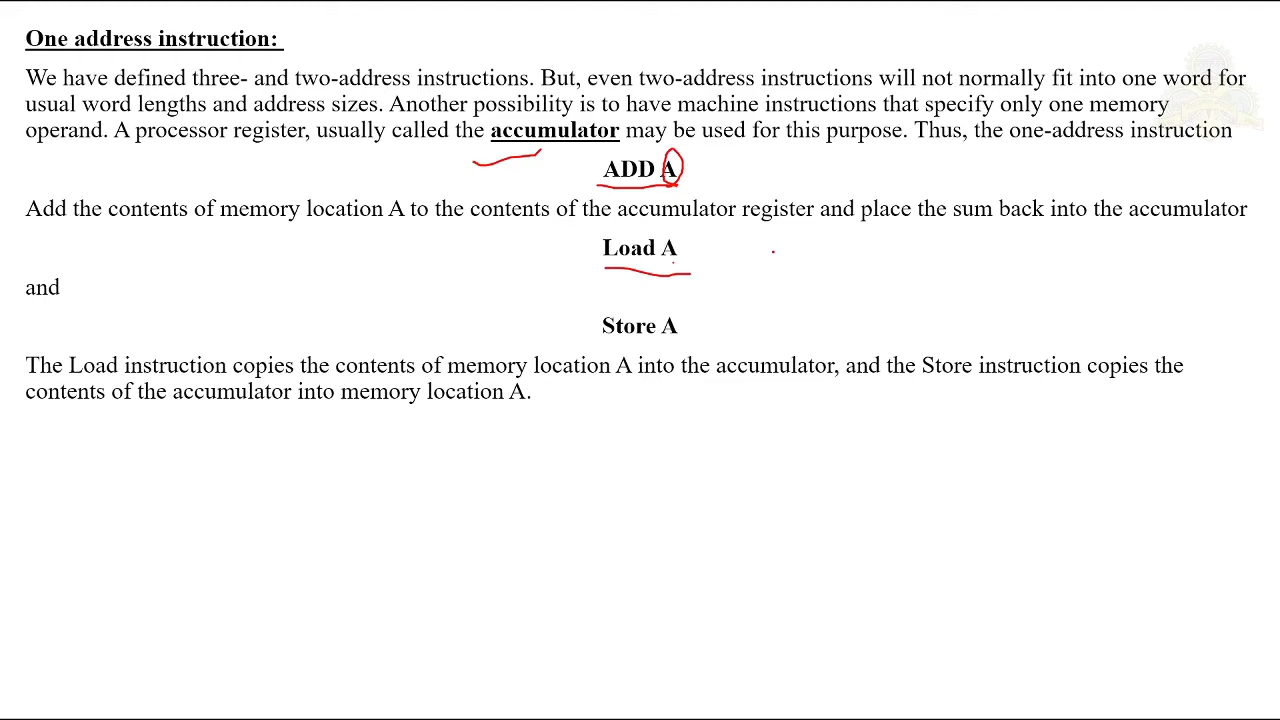 One address instruction:
We have defined three- and two-address instructions. But, even two-address instructions will not normally fit into one word for
usual word lengths and address sizes. Another possibility is to have machine instructions that specify only one memory
operand. A processor register, usually called the accumulator may be used for this purpose. Thus, the one-address instruction
ADD A
Add the contents of memory location A to the contents of the accumulator register and place the sum back into the accumulator
Load A
and
Store A
The Load instruction copies the contents of memory location A into the accumulator, and the Store instruction copies the
contents of the accumulator into memory location A.